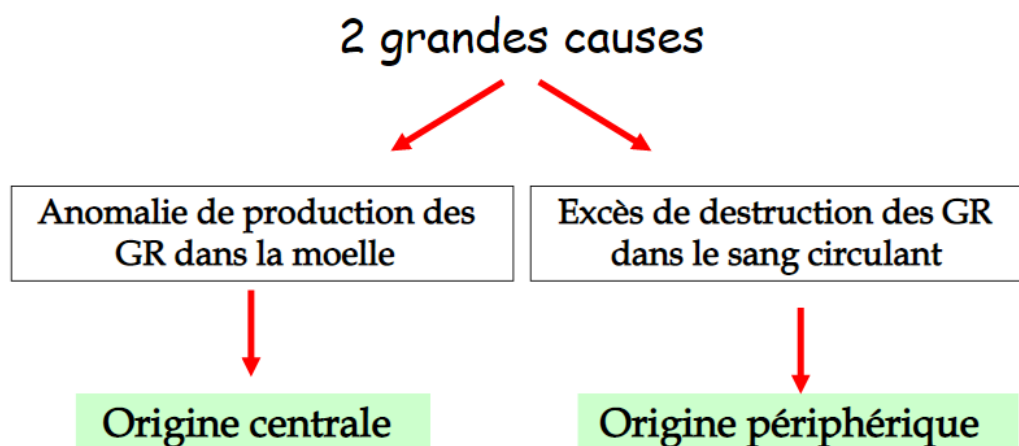 2 grandes causes
Anomalie de production des
GR dans la moelle
Excès de destruction des GR
dans le sang circulant
Origine centrale
Origine périphérique